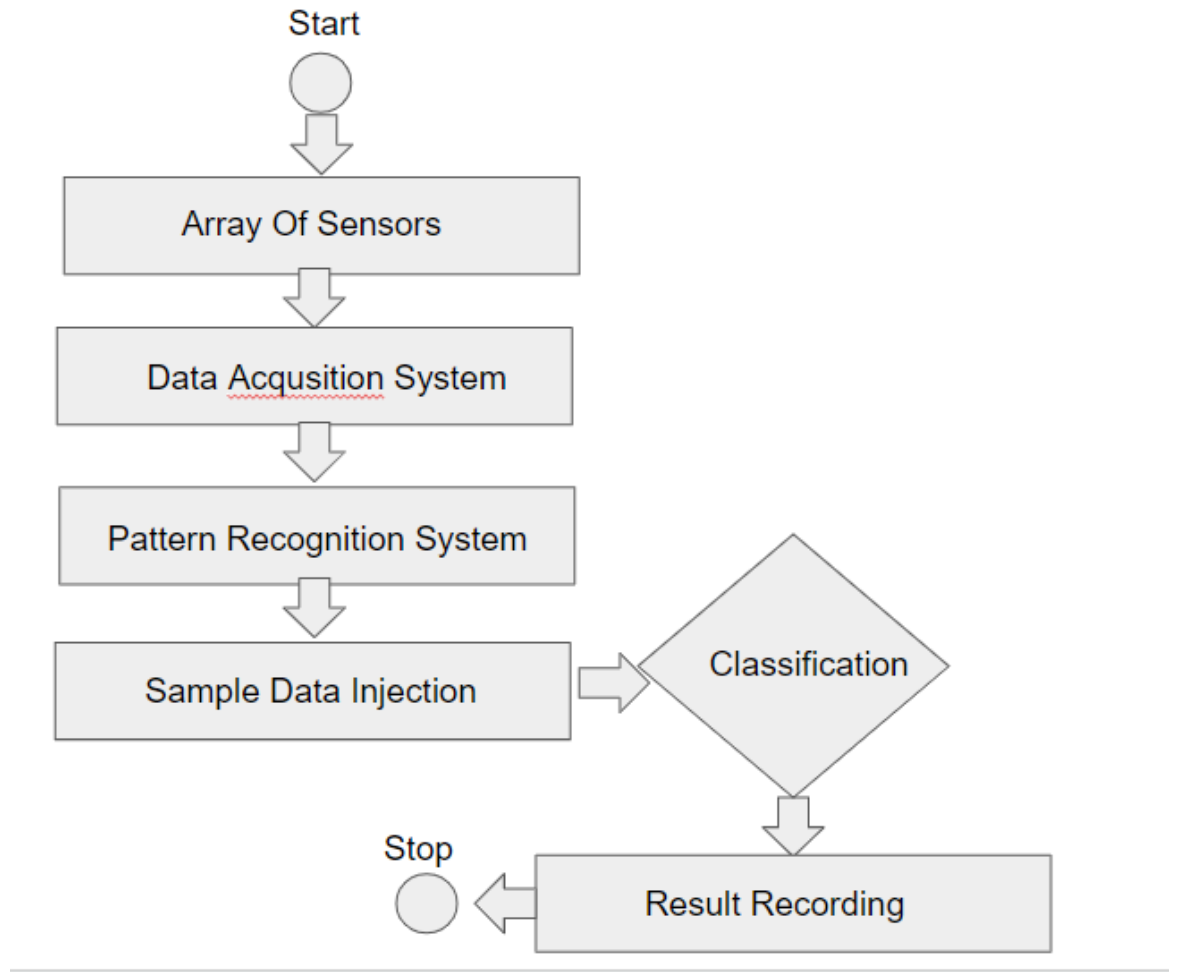 Start
Array Of Sensors
Data Acqusition System
Pattern Recognition System
Sample Data Injection
Classification
Stop
Result Recording